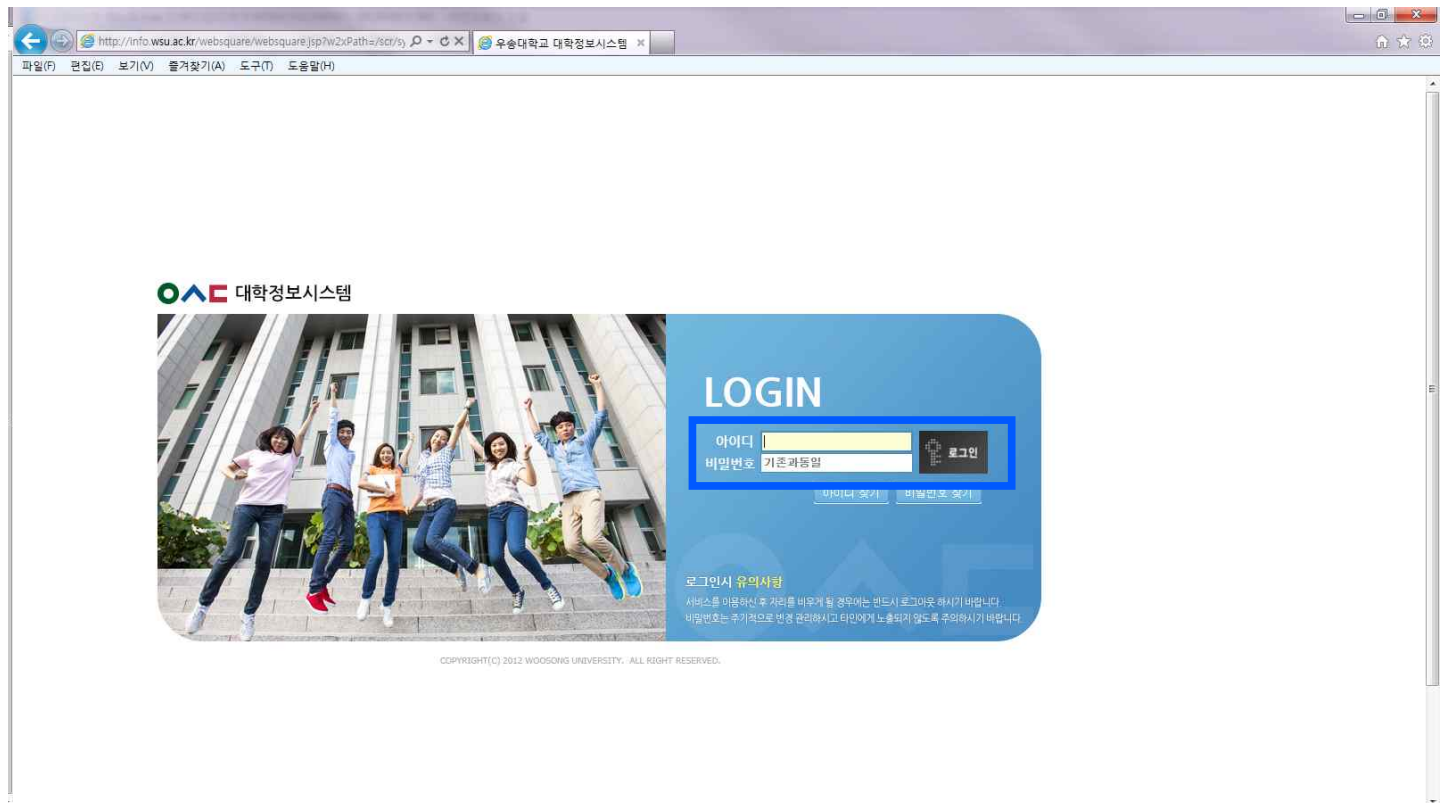 http://info.wsu.ac.kr/websquare/websquare.jsp?w2xPath=/scr/sy
우송대학교 대학정보시스템
파일(F) 편집(E) 보기(V) 즐겨찾기(A) 도구(T) 도움말(H)
대학정보시스템
LOGIN
아이디
비밀번호 기존과동일
로그인
아이디 찾기 비밀번호 찾기
로그인시 유의사항
서비스를 이용하신 후 자리를 비우게 될 경우에는 반드시 로그아웃 하시기 바랍니다.
비밀번호는 주기적으로 변경 관리하시고 타인에게 노출되지 않도록 주의하시기 바랍니다.
COPYRIGHT(C) 2012 WOOSONG UNIVERSITY. ALL RIGHT RESERVED.